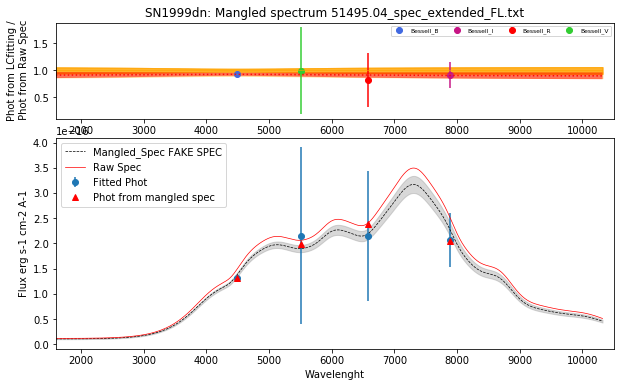 SN1999dn: Mangled spectrum 51495.04_spec_extended_FL.txt
Phot from LCfitting /
Phot from Raw Spec
1.5
1.0
0.5
Bessell_B
Bessell_I
Bessell_R
Bessell_V
2000 3000 4000 5000 6000 7000 8000 9000 10000
1e−16
Flux erg s-1 cm-2 A-1
4.0
3.5
3.0
2.5
2.0
1.5
1.0
0.5
0.0
Mangled_Spec FAKE SPEC
Raw Spec
Fitted Phot
Phot from mangled spec
2000 3000 4000 5000 6000 7000 8000 9000 10000
Wavelenght